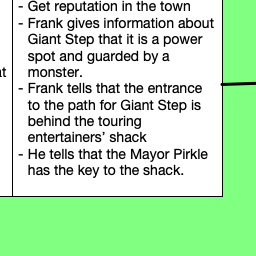 - Get reputation in the town
- Frank gives information about
Giant Step that it is a power
spot and guarded by a
monster.
- Frank tells that the entrance
to the path for Giant Step is
behind the touring
entertainers’ shack
- He tells that the Mayor Pirkle
has the key to the shack.